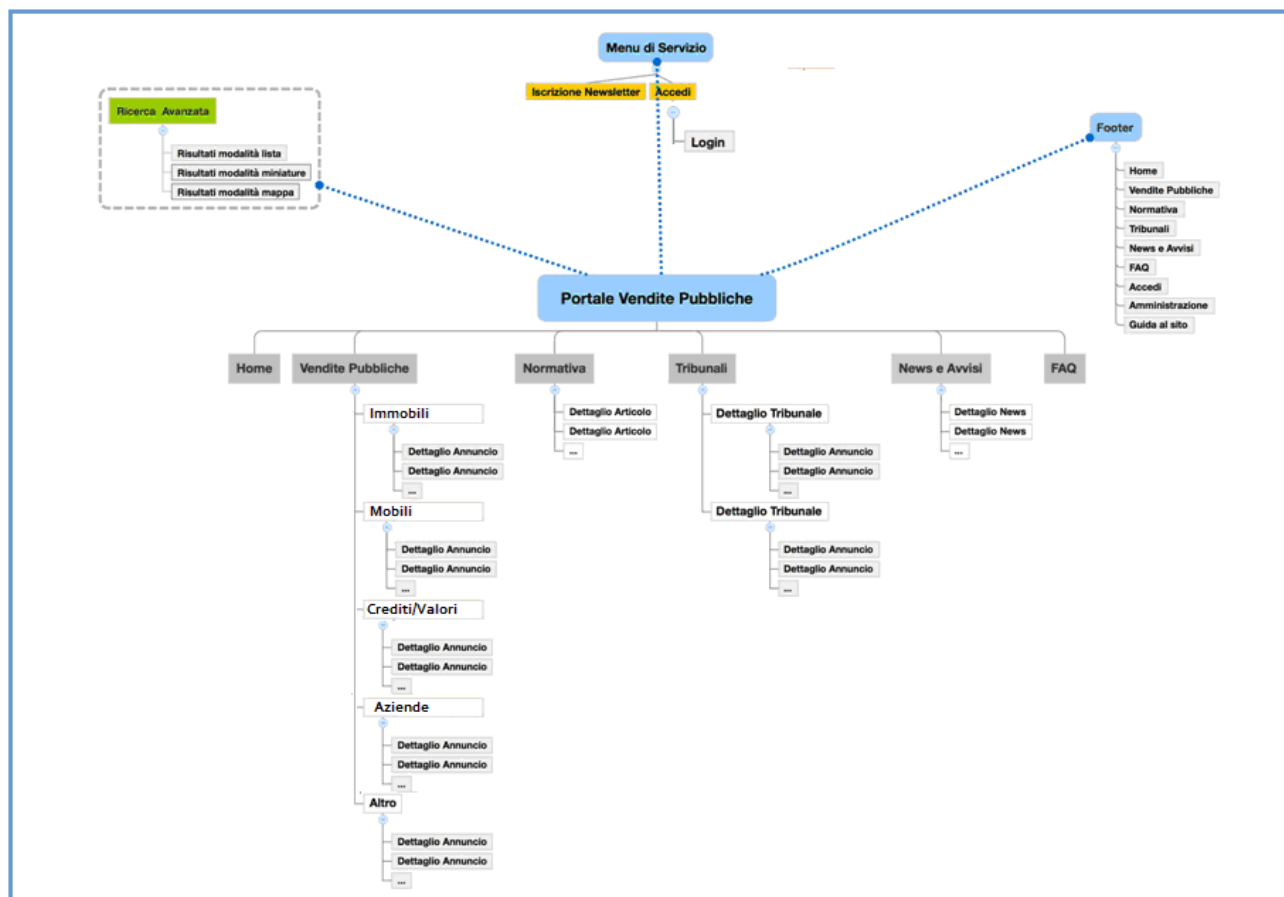 Menu di Servizio
Iscrizione Newsletter
Accedi
Login
Ricerca Avanzata
Risultati modalità lista
Risultati modalità miniature
Risultati modalità mappa
Footer
Home
Vendite Pubbliche
Normativa
Tribunali
News e Avvisi
FAQ
Accedi
Amministrazione
Guida al sito
Portale Vendite Pubbliche
Home
Vendite Pubbliche
Immobili
Dettaglio Annuncio
Dettaglio Annuncio
...
Mobili
Dettaglio Annuncio
Dettaglio Annuncio
...
Crediti/Valori
Dettaglio Annuncio
Dettaglio Annuncio
...
Aziende
Dettaglio Annuncio
Dettaglio Annuncio
...
Altro
Dettaglio Annuncio
Dettaglio Annuncio
...
Normativa
Dettaglio Articolo
Dettaglio Articolo
...
Tribunali
Dettaglio Tribunale
Dettaglio Annuncio
Dettaglio Annuncio
...
Dettaglio Tribunale
Dettaglio Annuncio
Dettaglio Annuncio
...
News e Avvisi
Dettaglio News
Dettaglio News
...
FAQ